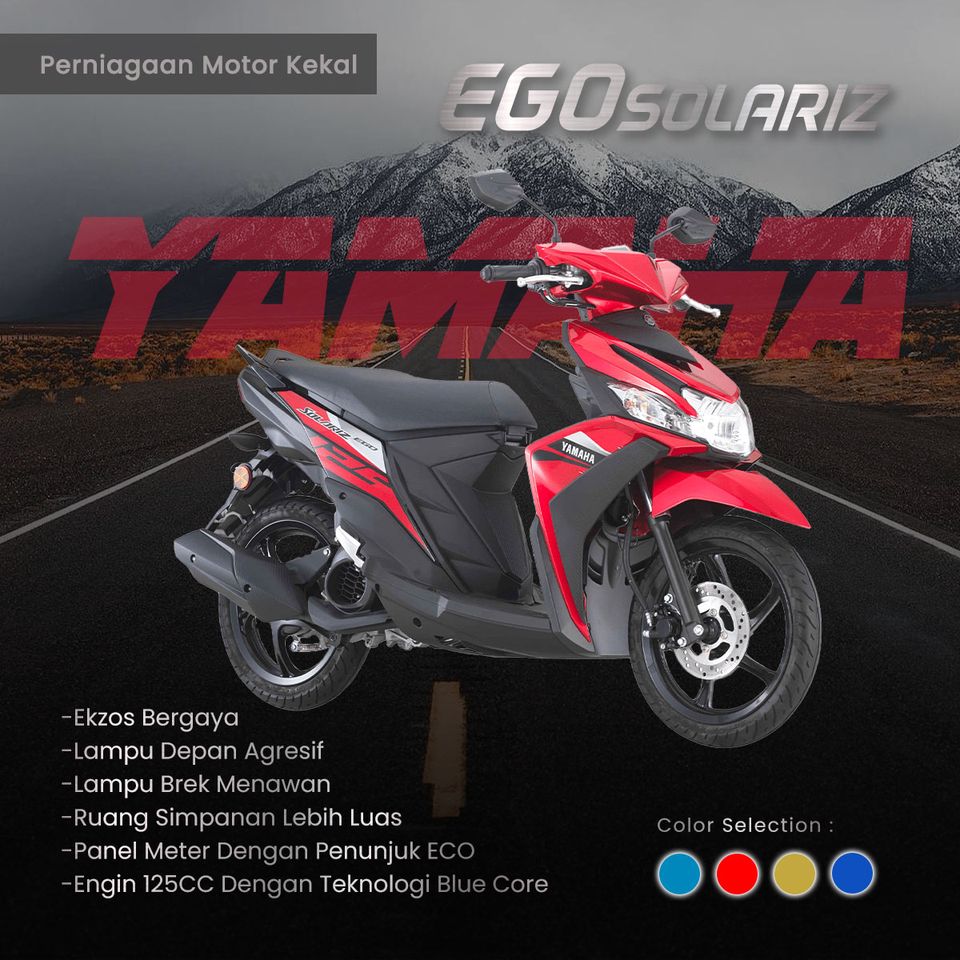 Perniagaan Motor Kekal
EGO SOLARIZ
YAMAHA
SOLARIZ EGO
125
YAMAHA
-Ekzos Bergaya
-Lampu Depan Agresif
-Lampu Brek Menawan
-Ruang Simpanan Lebih Luas
-Panel Meter Dengan Penunjuk ECO
-Engin 125CC Dengan Teknologi Blue Core
Color Selection :